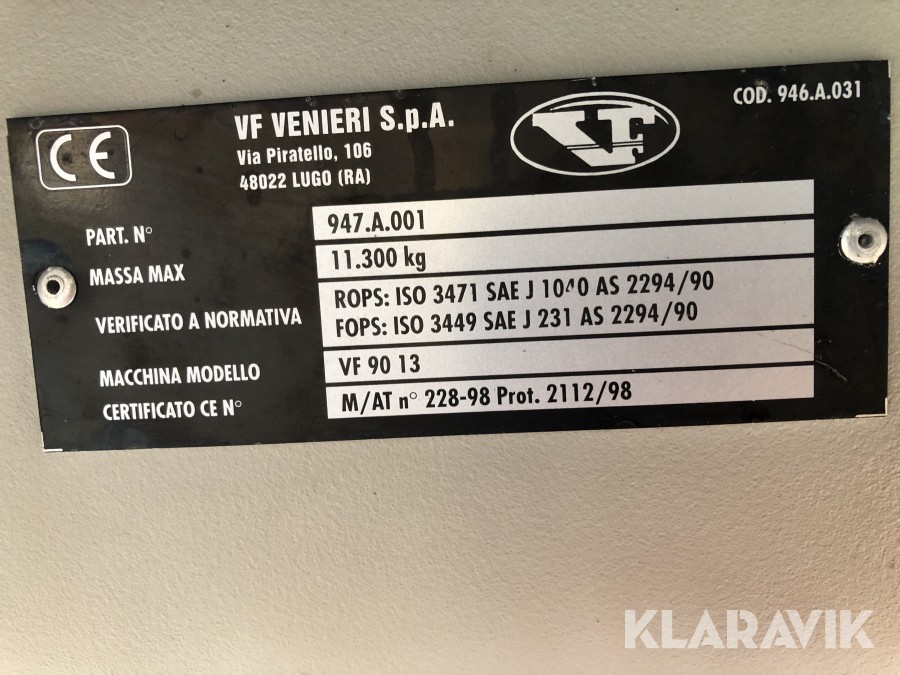 CE
VF VENIERI S.p.A.
Via Piratello, 106
48022 LUGO (RA)
VF
COD. 946.A.031
PART. N° 947.A.001
MASSA MAX 11.300 kg
VERIFICATO A NORMATIVA ROPS: ISO 3471 SAE J 1040 AS 2294/90
FOPS: ISO 3449 SAE J 231 AS 2294/90
MACCHINA MODELLO VF 90 13
CERTIFICATO CE N° M/AT n° 228-98 Prot. 2112/98
KLARAVIK